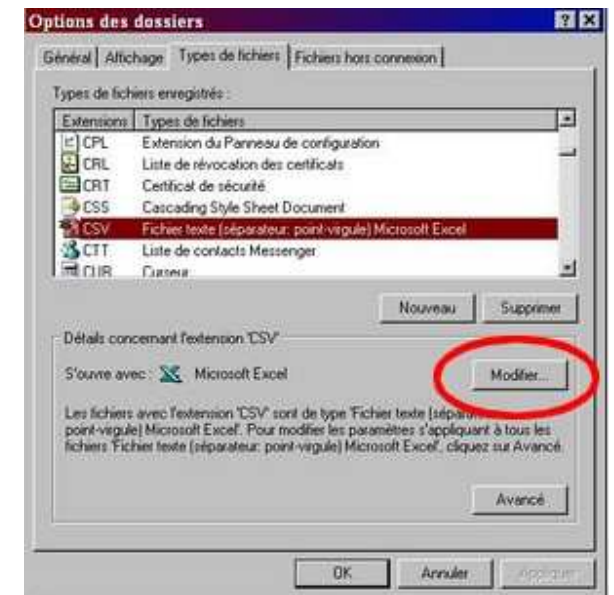 Options des dossiers
Général Affichage Types de fichiers Fichiers hors connexion
Types de fichiers enregistrés :
Extensions Types de fichiers
CPL Extension du Panneau de configuration
CRL Liste de révocation des certificats
CRT Certificat de sécurité
CSS Cascading Style Sheet Document
CSV Fichier texte (séparateur: point-virgule) Microsoft Excel
CTT Liste de contacts Messenger
CUR Curseur
Nouveau Supprimer
Détails concernant l'extension 'CSV'
S'ouvre avec : Microsoft Excel Modifier...
Les fichiers avec l'extension 'CSV' sont de type 'Fichier texte (séparateur:
point-virgule) Microsoft Excel'. Pour modifier les paramètres s'appliquant à tous les
fichiers 'Fichier texte (séparateur: point-virgule) Microsoft Excel', cliquez sur Avancé.
Avancé
OK Annuler Appliquer